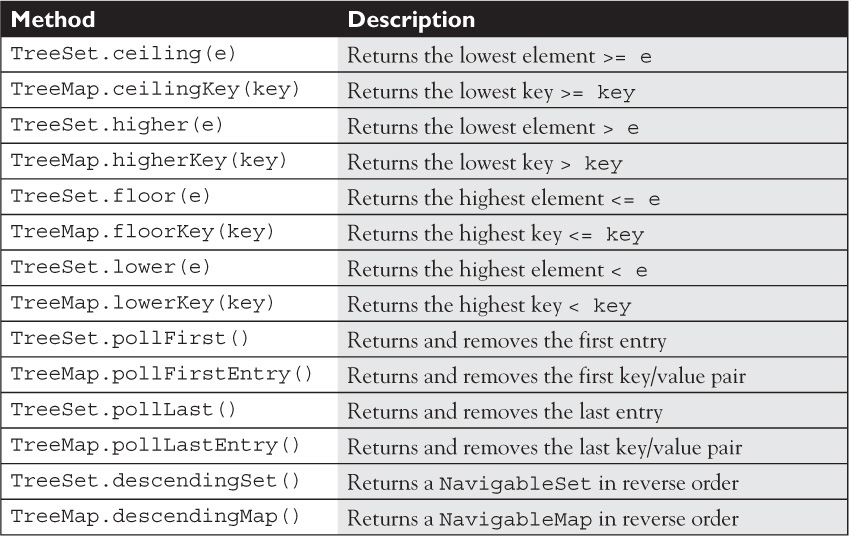 Method Description
TreeSet.ceiling(e) Returns the lowest element >= e
TreeMap.ceilingKey(key) Returns the lowest key >= key
TreeSet.higher(e) Returns the lowest element > e
TreeMap.higherKey(key) Returns the lowest key > key
TreeSet.floor(e) Returns the highest element <= e
TreeMap.floorKey(key) Returns the highest key <= key
TreeSet.lower(e) Returns the highest element < e
TreeMap.lowerKey(key) Returns the highest key < key
TreeSet.pollFirst() Returns and removes the first entry
TreeMap.pollFirstEntry() Returns and removes the first key/value pair
TreeSet.pollLast() Returns and removes the last entry
TreeMap.pollLastEntry() Returns and removes the last key/value pair
TreeSet.descendingSet() Returns a NavigableSet in reverse order
TreeMap.descendingMap() Returns a NavigableMap in reverse order